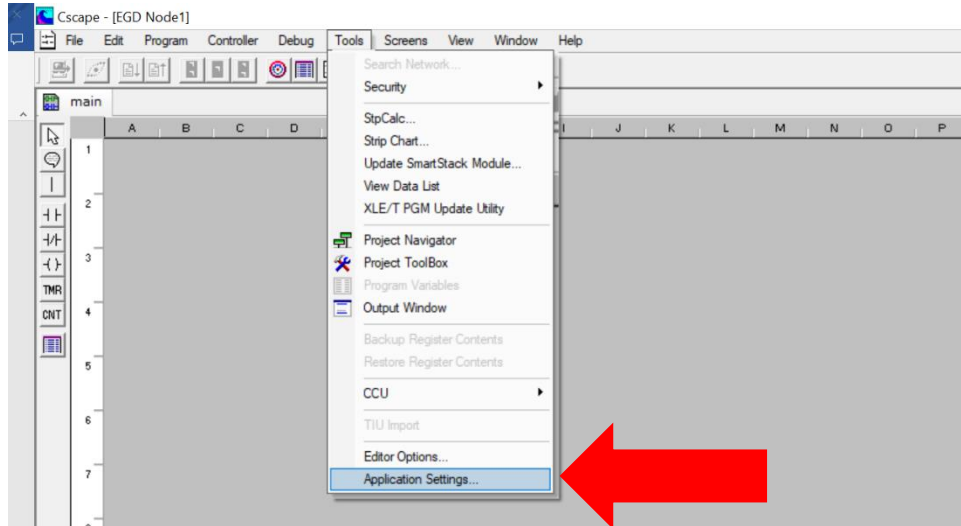 Cscape - [EGD Node1]
File Edit Program Controller Debug Tools Screens View Window Help
main
Search Network...
Security
StpCalc...
Strip Chart...
Update SmartStack Module...
View Data List
XLE/T PGM Update Utility
Project Navigator
Project ToolBox
Program Variables
Output Window
Backup Register Contents
Restore Register Contents
CCU
TIU Import
Editor Options...
Application Settings...
A B C D I J K L M N O P
1
2
3
4
5
6
7
TMR
CNT